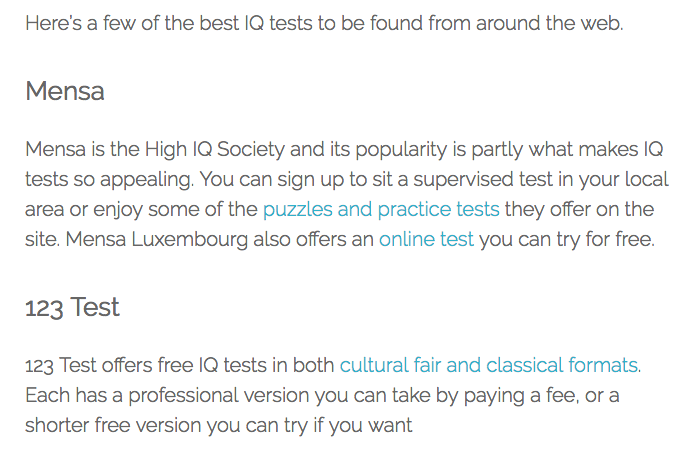 Here's a few of the best IQ tests to be found from around the web.
Mensa
Mensa is the High IQ Society and its popularity is partly what makes IQ
tests so appealing. You can sign up to sit a supervised test in your local
area or enjoy some of the puzzles and practice tests they offer on the
site. Mensa Luxembourg also offers an online test you can try for free.
123 Test
123 Test offers free IQ tests in both cultural fair and classical formats.
Each has a professional version you can take by paying a fee, or a
shorter free version you can try if you want